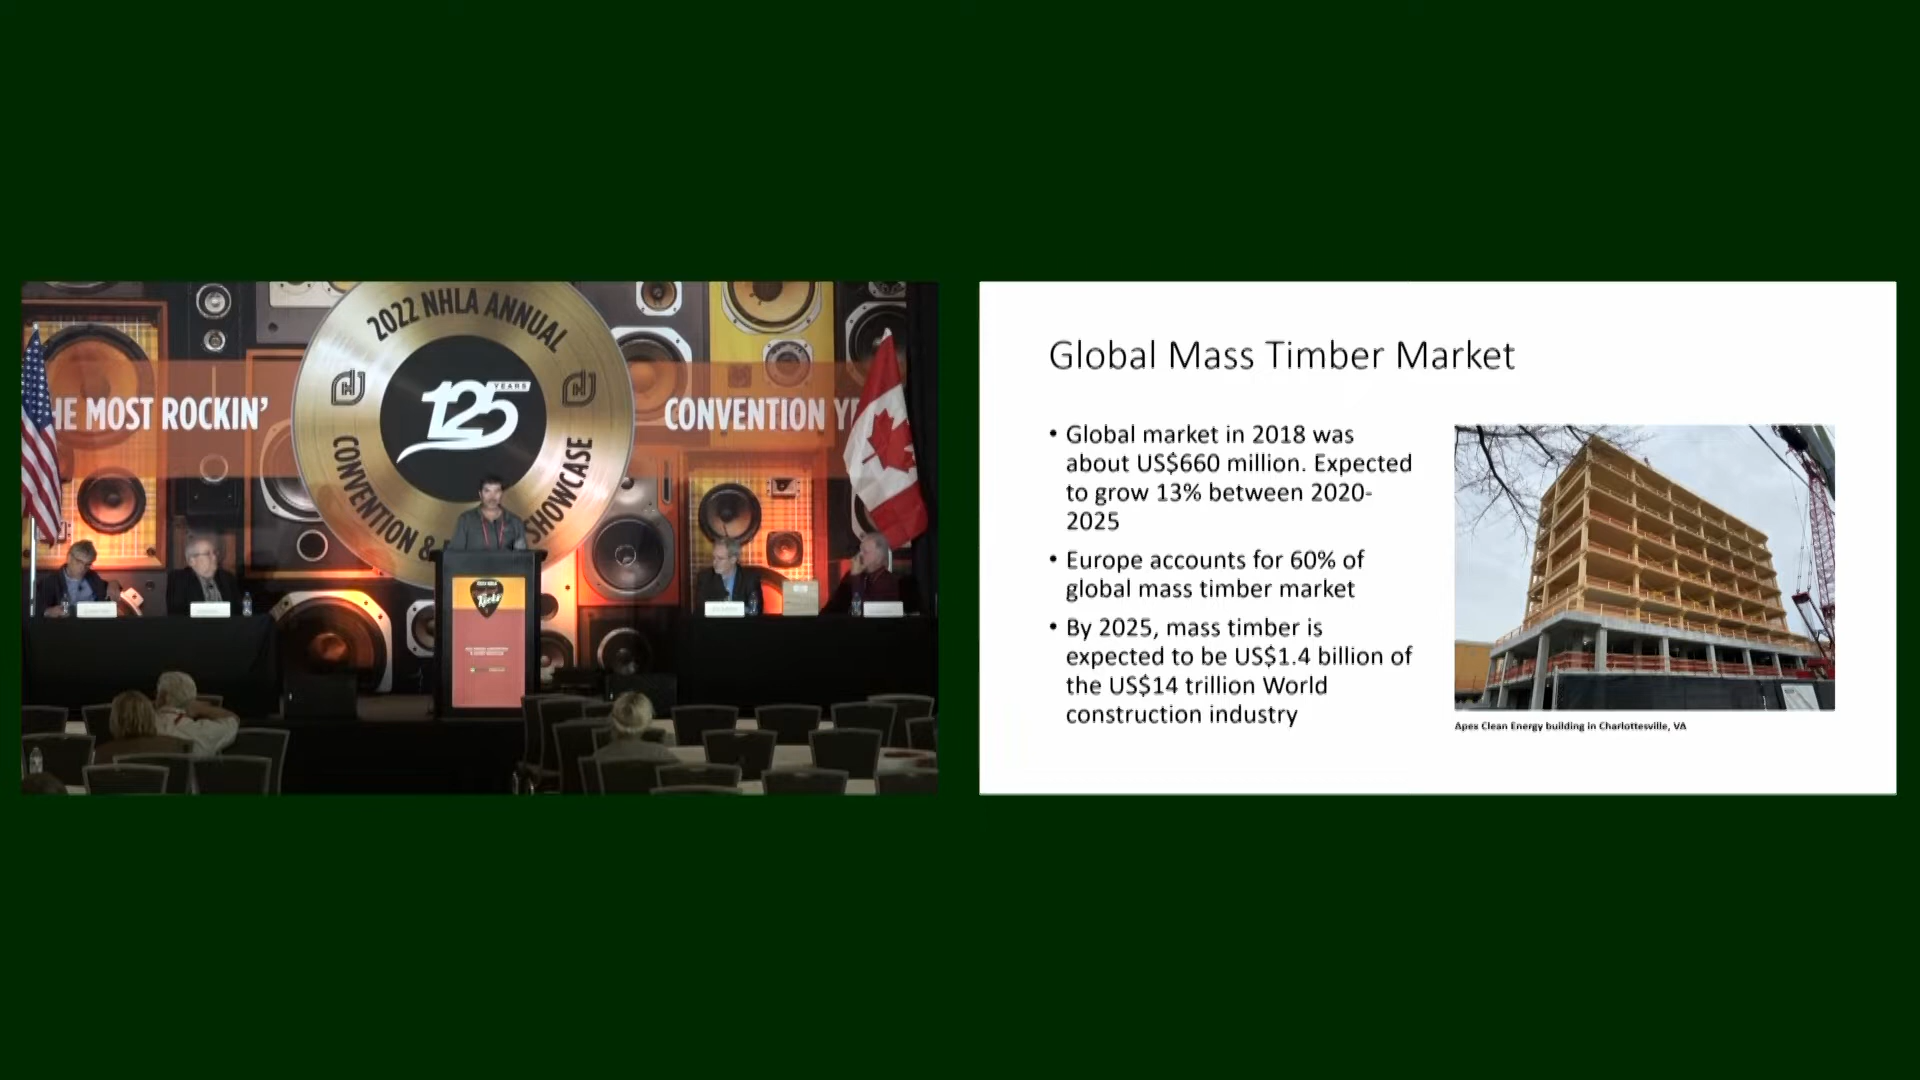 2022 NHLA ANNUAL
HE MOST ROCKIN'
125
YEARS
CONVENTION
CONVENTION &
SHOWCASE
Global Mass Timber Market
• Global market in 2018 was
about US$660 million. Expected
to grow 13% between 2020-
2025
• Europe accounts for 60% of
global mass timber market
• By 2025, mass timber is
expected to be US$1.4 billion of
the US$14 trillion World
construction industry
Apex Clean Energy building in Charlottesville, VA